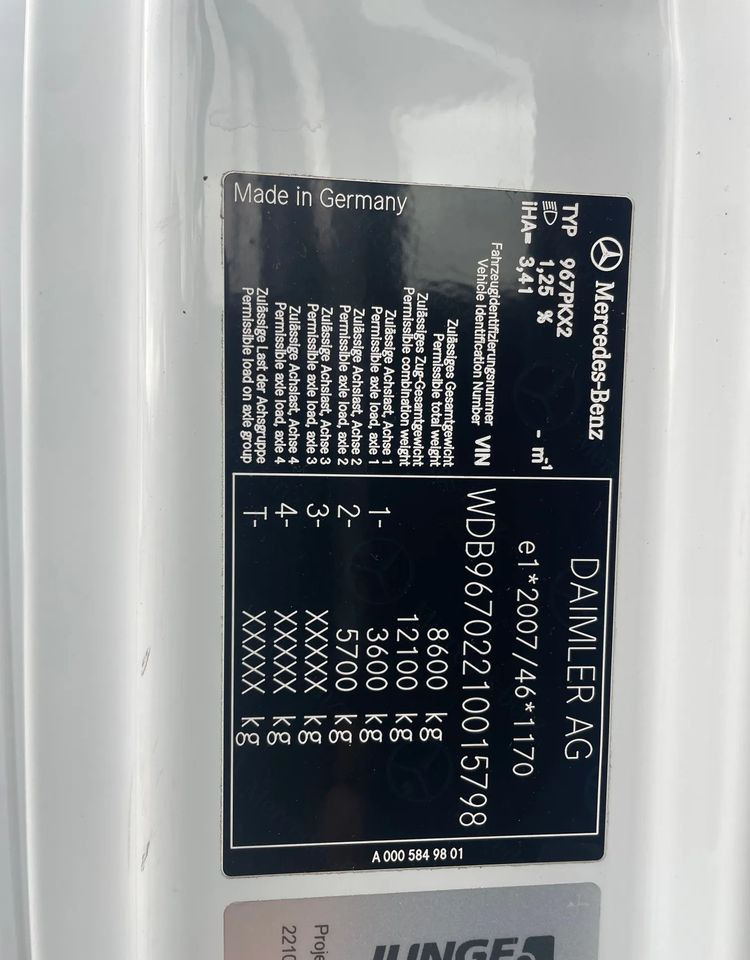 Mercedes-Benz
TYP 967PKX2
1,25 % - m⁻¹
iHA= 3,41
DAIMLER AG
e1*2007/46*1170
Fahrzeugidentifizierungsnummer
Vehicle Identification Number VIN WDB96702210015798
Zulässiges Gesamtgewicht
Permissible total weight 8600 kg
Zulässiges Zug-Gesamtgewicht
Permissible combination weight 12100 kg
Zulässige Achslast, Achse 1
Permissible axle load, axle 1 1- 3600 kg
Zulässige Achslast, Achse 2
Permissible axle load, axle 2 2- 5700 kg
Zulässige Achslast, Achse 3
Permissible axle load, axle 3 3- XXXXX kg
Zulässige Achslast, Achse 4
Permissible axle load, axle 4 4- XXXXX kg
Zulässige Last der Achsgruppe
Permissible load on axle group T- XXXXX kg
Made in Germany
A 000 584 98 01
JUNGE
Proje
2210